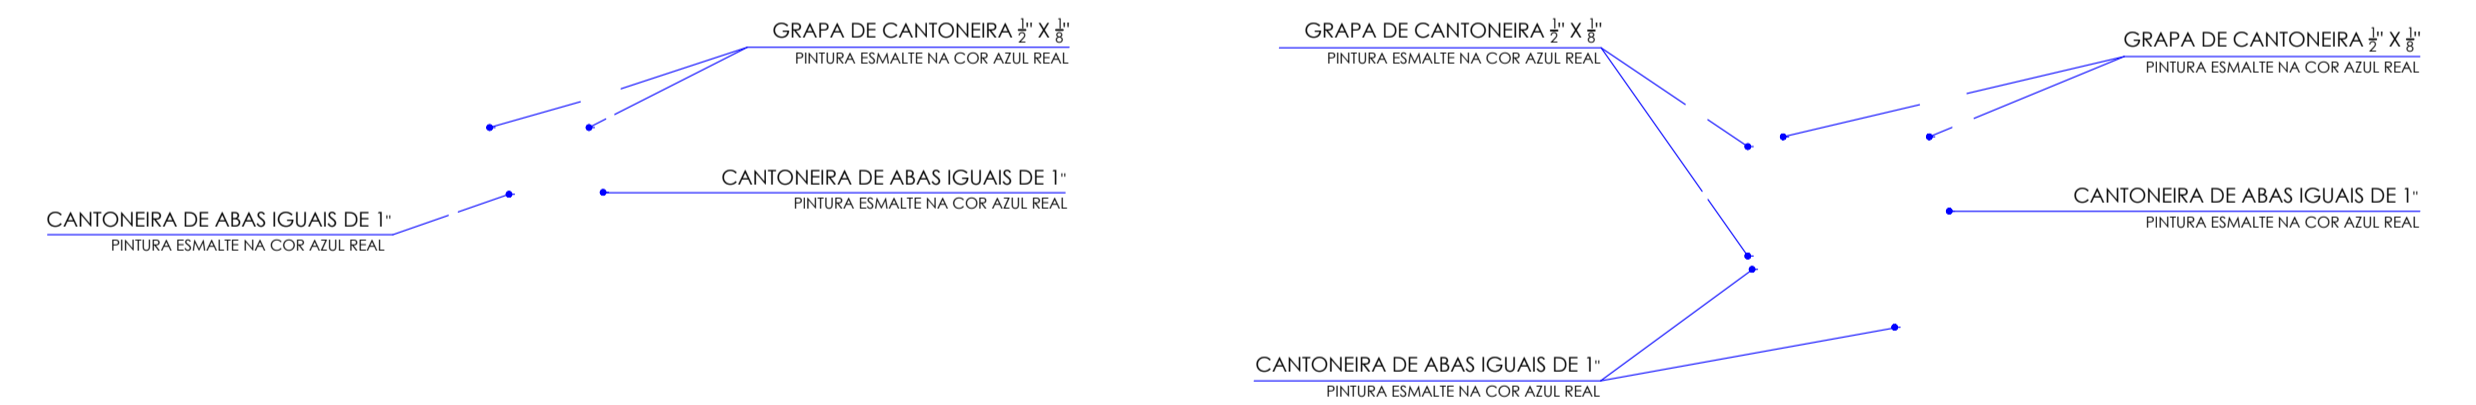 GRAPA DE CANTONEIRA 1/2" X 1/8"
PINTURA ESMALTE NA COR AZUL REAL
CANTONEIRA DE ABAS IGUAIS DE 1"
PINTURA ESMALTE NA COR AZUL REAL
CANTONEIRA DE ABAS IGUAIS DE 1"
PINTURA ESMALTE NA COR AZUL REAL
GRAPA DE CANTONEIRA 1/2" X 1/8"
PINTURA ESMALTE NA COR AZUL REAL
GRAPA DE CANTONEIRA 1/2" X 1/8"
PINTURA ESMALTE NA COR AZUL REAL
CANTONEIRA DE ABAS IGUAIS DE 1"
PINTURA ESMALTE NA COR AZUL REAL
CANTONEIRA DE ABAS IGUAIS DE 1"
PINTURA ESMALTE NA COR AZUL REAL